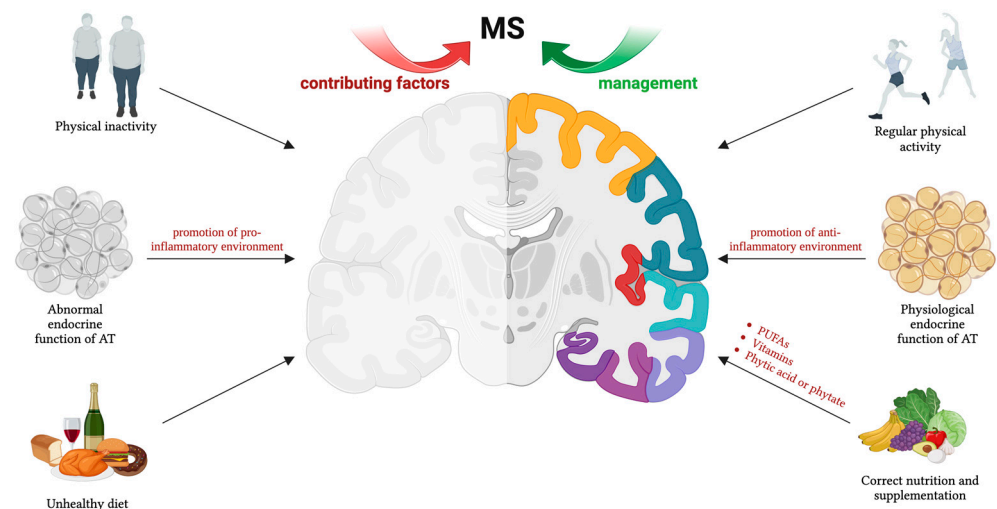 MS
contributing factors
management
Physical inactivity
Regular physical
activity
promotion of pro-
inflammatory environment
promotion of anti-
inflammatory environment
Abnormal
endocrine
function of AT
Physiological
endocrine
function of AT
• PUFAs
• Vitamins
• Phytic acid or phytate
Unhealthy diet
Correct nutrition and
supplementation